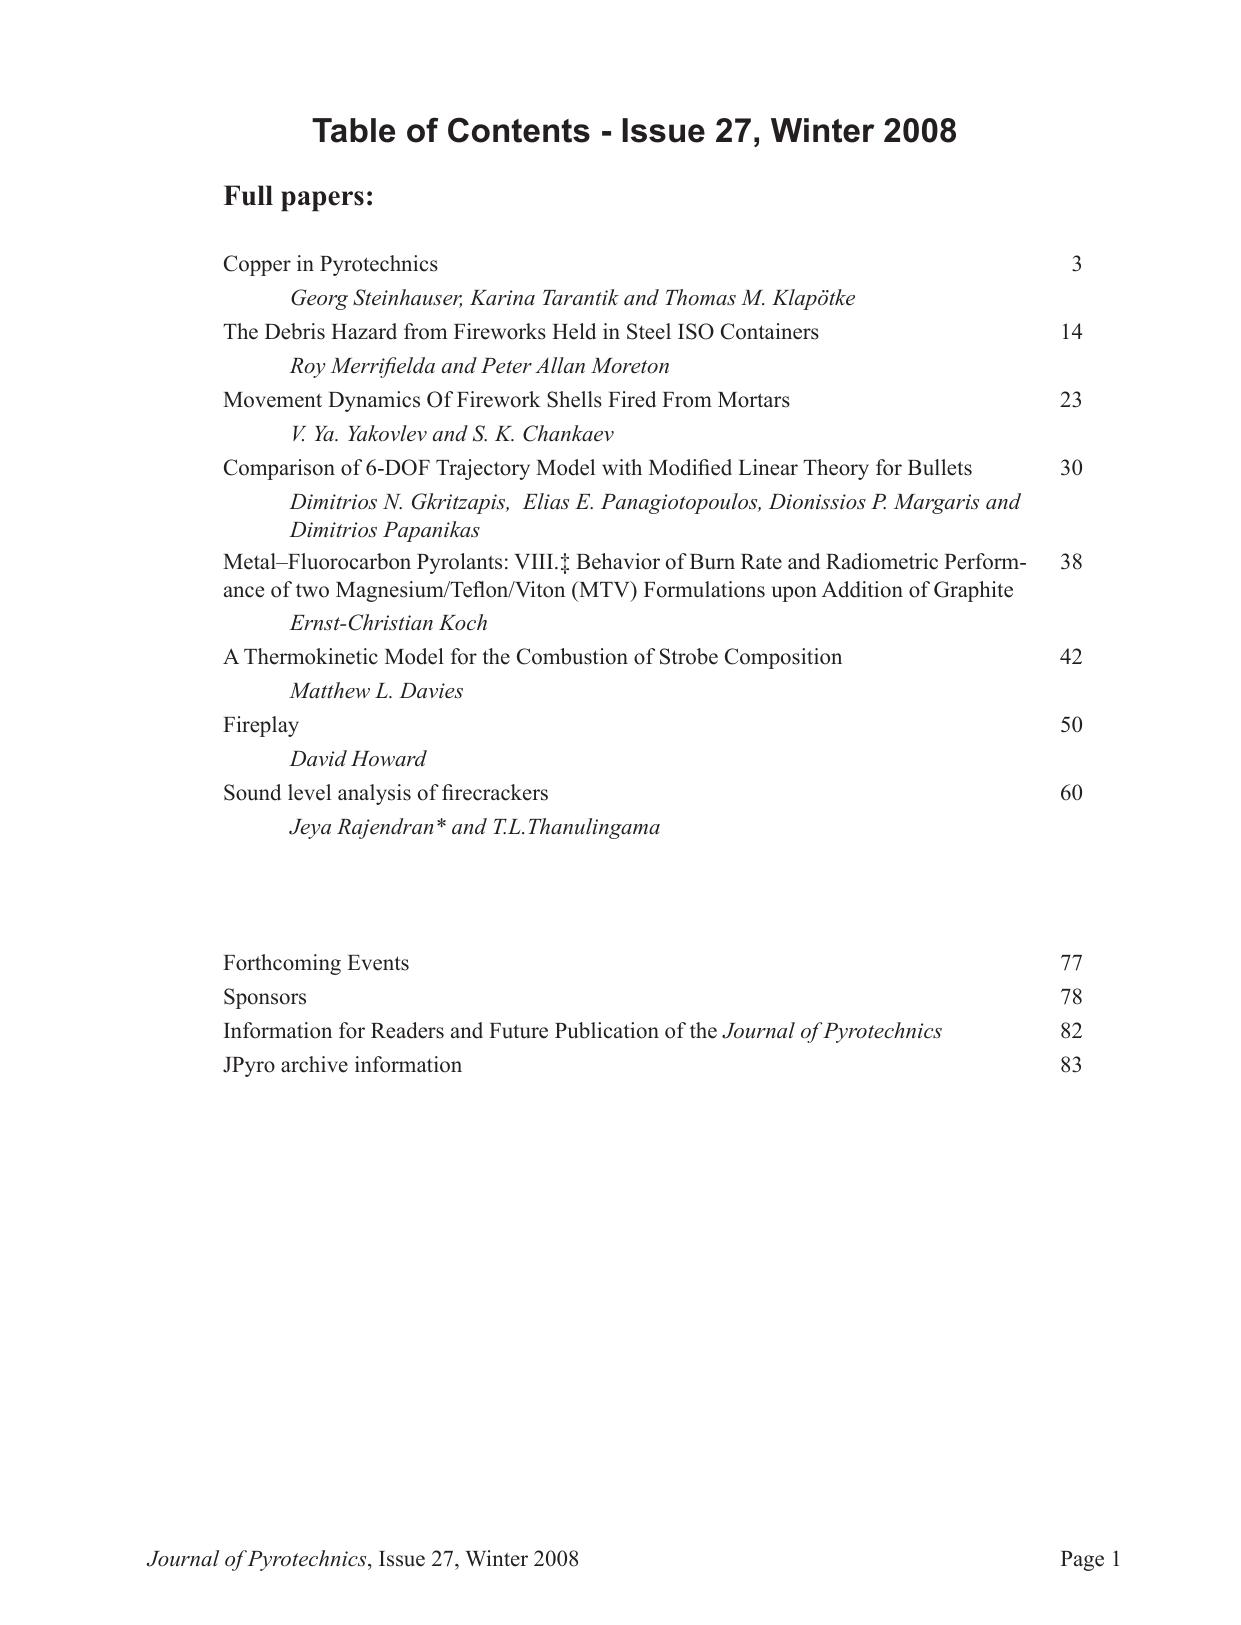 Table of Contents - Issue 27, Winter 2008
Full papers:
Copper in Pyrotechnics 3
Georg Steinhauser, Karina Tarantik and Thomas M. Klapötke
The Debris Hazard from Fireworks Held in Steel ISO Containers 14
Roy Merrifielda and Peter Allan Moreton
Movement Dynamics Of Firework Shells Fired From Mortars 23
V. Ya. Yakovlev and S. K. Chankaev
Comparison of 6-DOF Trajectory Model with Modified Linear Theory for Bullets 30
Dimitrios N. Gkritzapis, Elias E. Panagiotopoulos, Dionissios P. Margaris and
Dimitrios Papanikas
Metal–Fluorocarbon Pyrolants: VIII.‡ Behavior of Burn Rate and Radiometric Perform- 38
ance of two Magnesium/Teflon/Viton (MTV) Formulations upon Addition of Graphite
Ernst-Christian Koch
A Thermokinetic Model for the Combustion of Strobe Composition 42
Matthew L. Davies
Fireplay 50
David Howard
Sound level analysis of firecrackers 60
Jeya Rajendran* and T.L.Thanulingama
Forthcoming Events 77
Sponsors 78
Information for Readers and Future Publication of the Journal of Pyrotechnics 82
JPyro archive information 83
Journal of Pyrotechnics, Issue 27, Winter 2008 Page 1